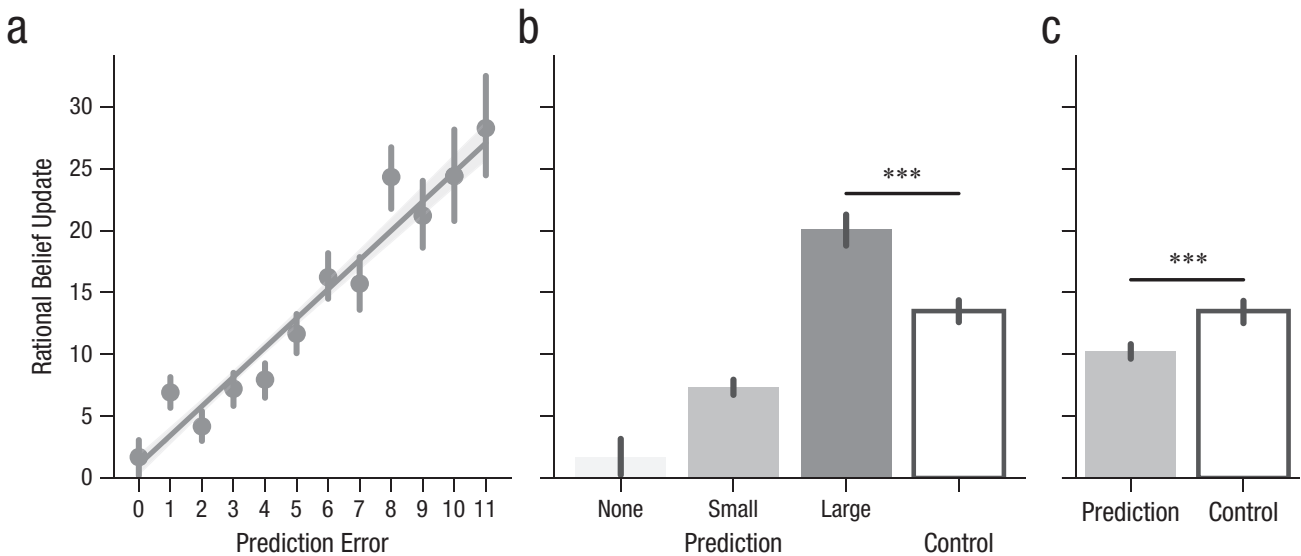 a
b
c
Rational Belief Update
30
25
20
15
10
5
0
0 1 2 3 4 5 6 7 8 9 10 11
Prediction Error
***
None Small Large
Prediction Control
***
Prediction Control